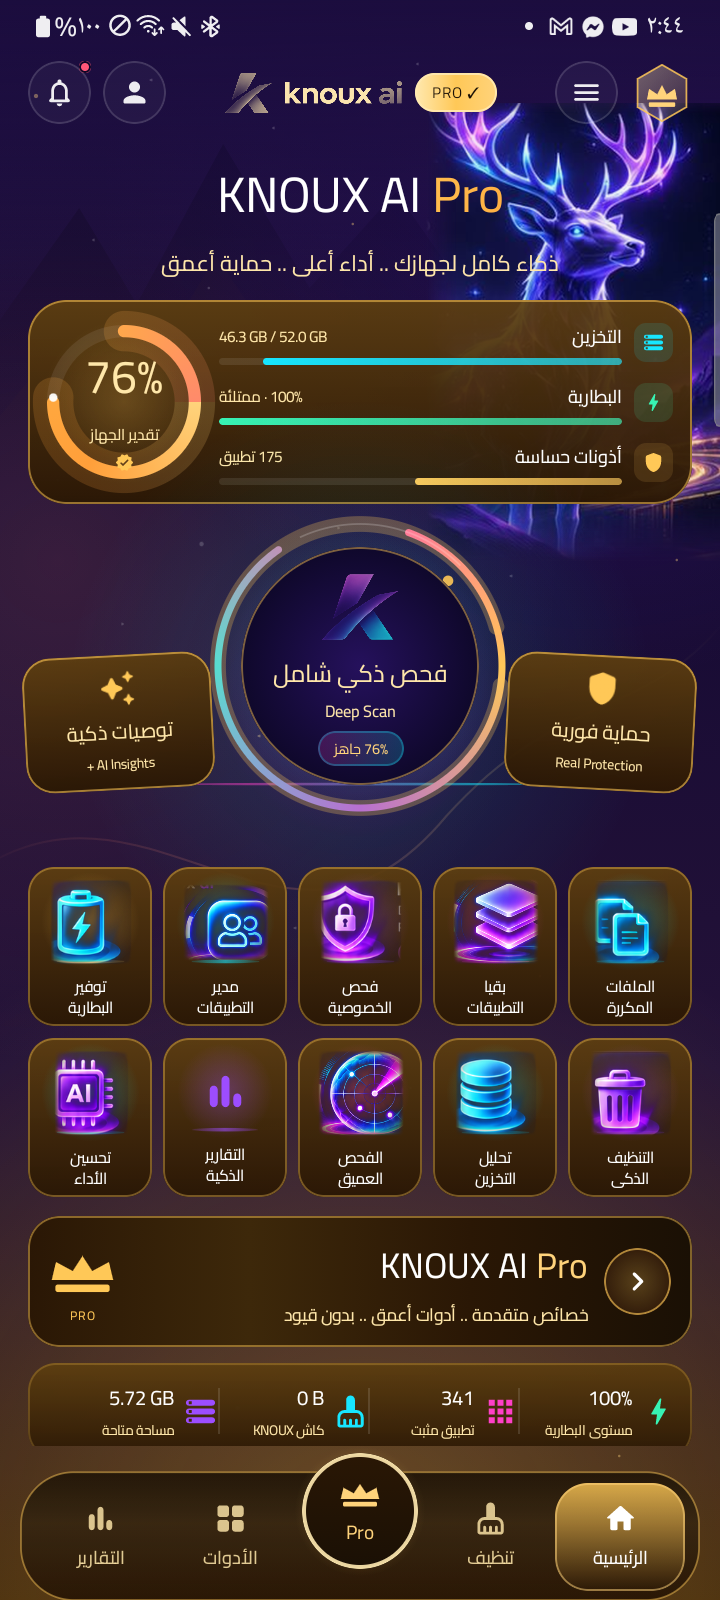 ٢:٤٤
%١٠٠
knoux ai
PRO ✓
KNOUX AI Pro
ذكاء كامل لجهازك .. أداء أعلى .. حماية أعمق
التخزين
46.3 GB / 52.0 GB
البطارية
100% · ممتلئة
أذونات حساسة
175 تطبيق
76%
تقدير الجهاز
فحص ذكي شامل
Deep Scan
76% جاهز
حماية فورية
Real Protection
توصيات ذكية
AI Insights +
الملفات
المكررة
بقيا
التطبيقات
فحص
الخصوصية
مدير
التطبيقات
توفير
البطارية
التنظيف
الذكي
تحليل
التخزين
الفحص
العميق
التقارير
الذكية
AI
تحسين
الأداء
KNOUX AI Pro
خصائص متقدمة .. أدوات أعمق .. بدون قيود
PRO
100%
مستوى البطارية
341
تطبيق مثبت
0 B
كاش KNOUX
5.72 GB
مساحة متاحة
الرئيسية
تنظيف
Pro
الأدوات
التقارير